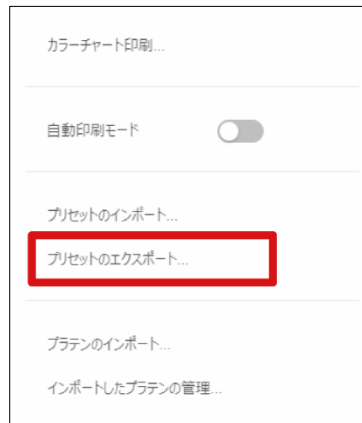 カラーチャート印刷...
自動印刷モード
プリセットのインポート...
プリセットのエクスポート...
プラテンのインポート...
インポートしたプラテンの管理...